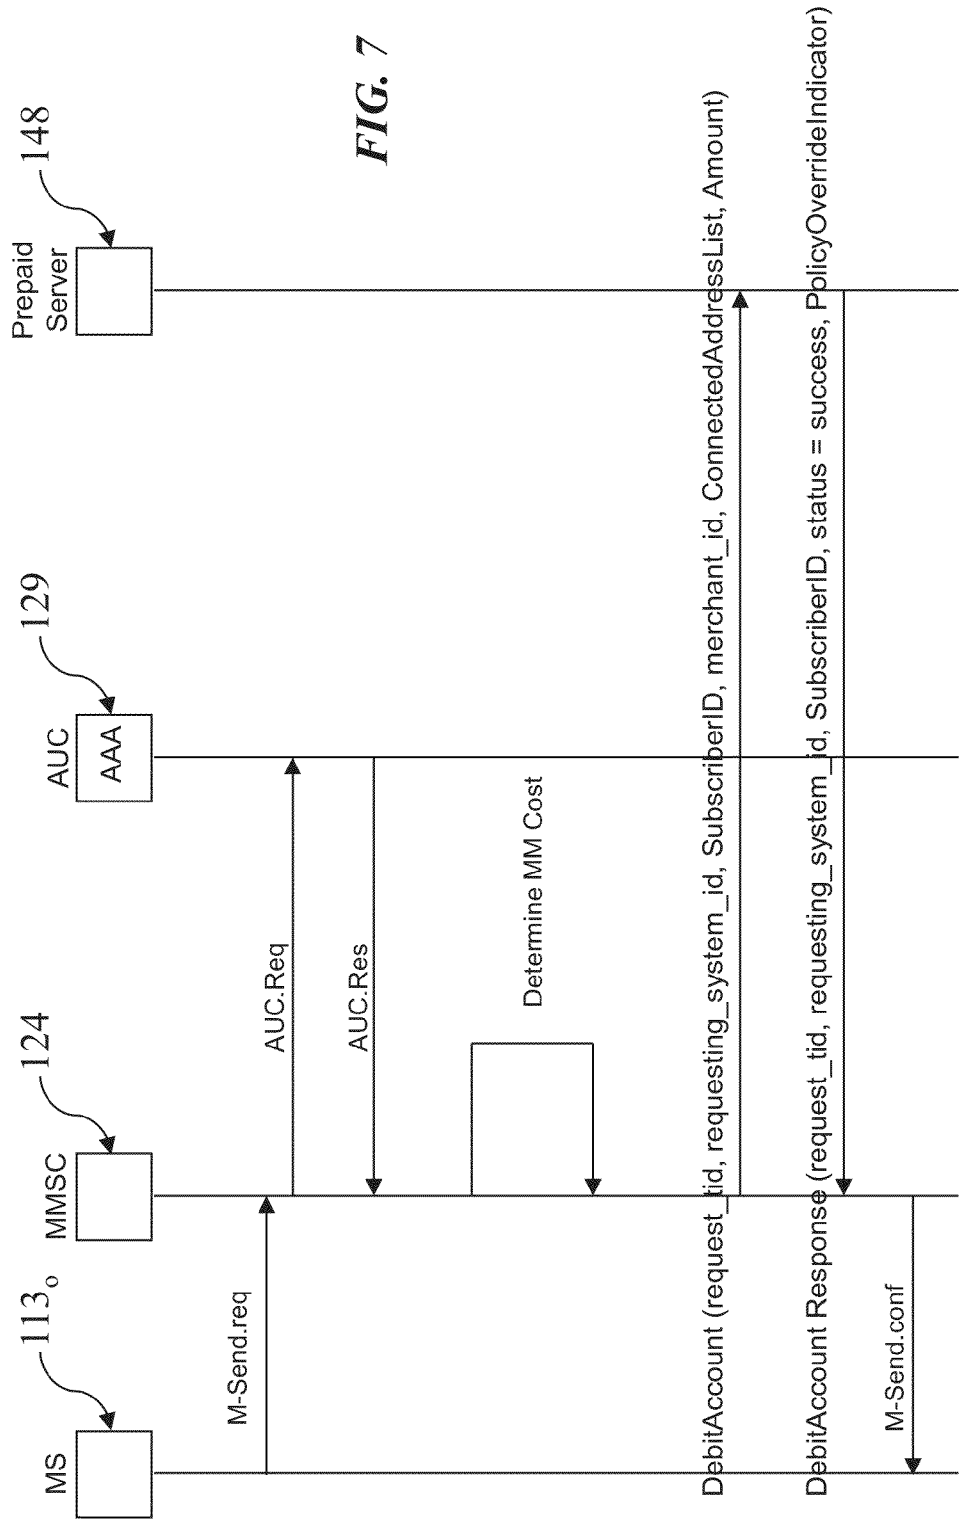 113o
124
129
148
MS
MMSC
AUC
AAA
Prepaid
Server
FIG. 7
M-Send.req
AUC.Req
AUC.Res
Determine MM Cost
DebitAccount (request_tid, requesting_system_id, SubscriberID, merchant_id, ConnectedAddressList, Amount)
DebitAccount Response (request_tid, requesting_system_id, SubscriberID, status = success, PolicyOverrideIndicator)
M-Send.conf